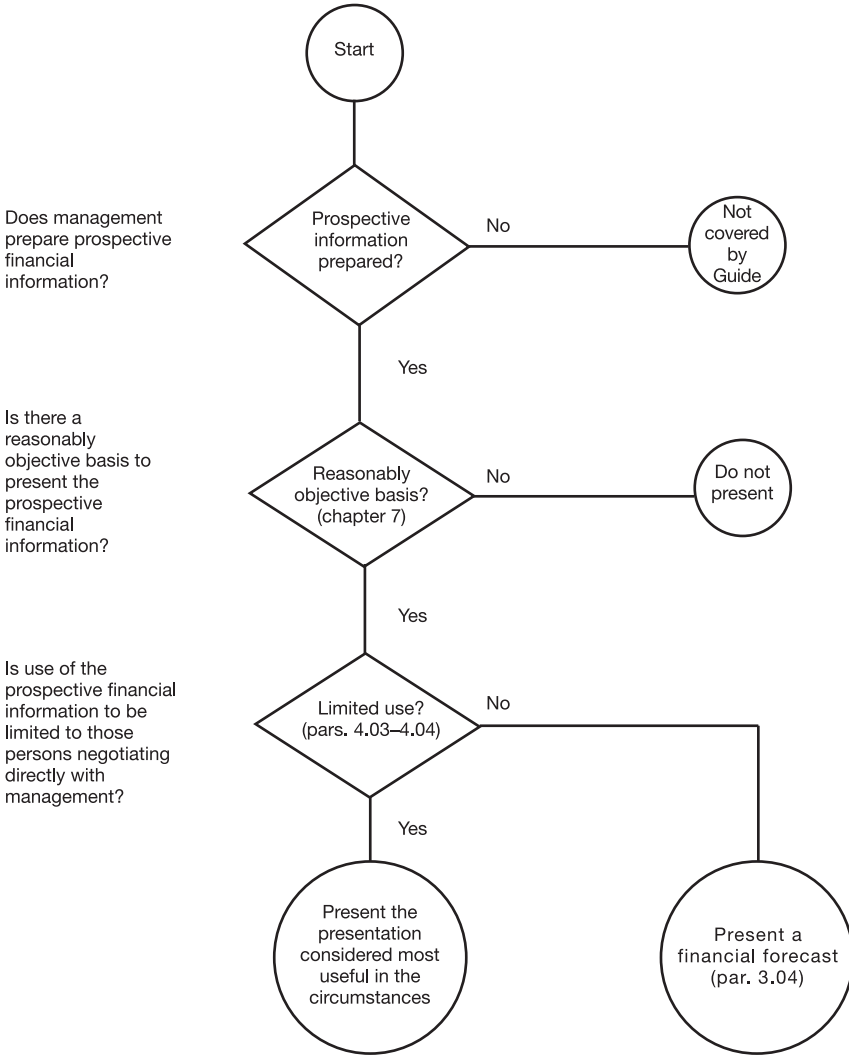 Start
Does management
prepare prospective
financial
information?
Prospective
information
prepared?
No
Not
covered
by
Guide
Yes
Is there a
reasonably
objective basis to
present the
prospective
financial
information?
Reasonably
objective basis?
(chapter 7)
No
Do not
present
Yes
Is use of the
prospective financial
information to be
limited to those
persons negotiating
directly with
management?
Limited use?
(pars. 4.03–4.04)
No
Yes
Present the
presentation
considered most
useful in the
circumstances
Present a
financial forecast
(par. 3.04)